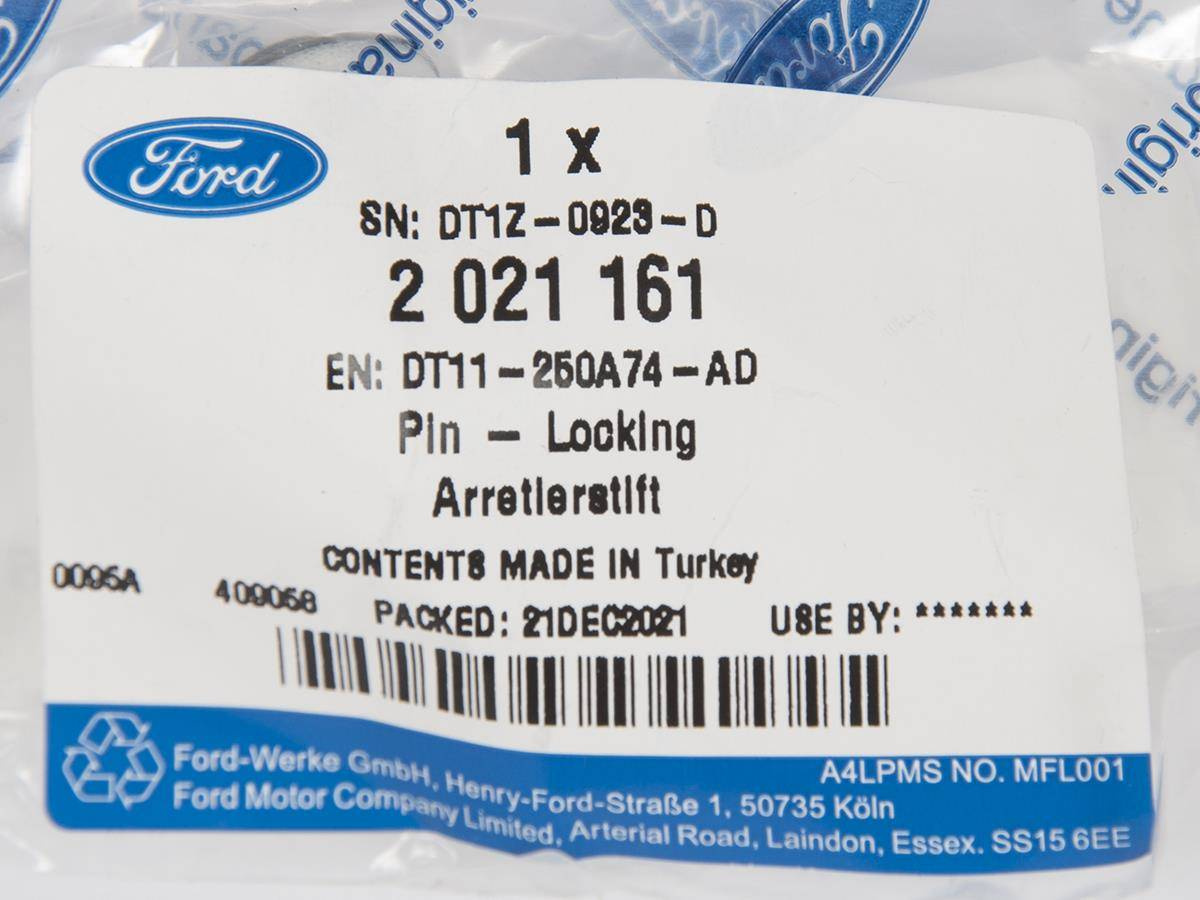 Ford
1 x
SN: DT1Z-0923-D
2 021 161
EN: DT11-250A74-AD
Pin - Locking
Arretierstift
CONTENTS MADE IN Turkey
0095A 409058 PACKED: 21DEC2021 USE BY: *******
A4LPMS NO. MFL001
Ford-Werke GmbH, Henry-Ford-Straße 1, 50735 Köln
Ford Motor Company Limited, Arterial Road, Laindon, Essex. SS15 6EE